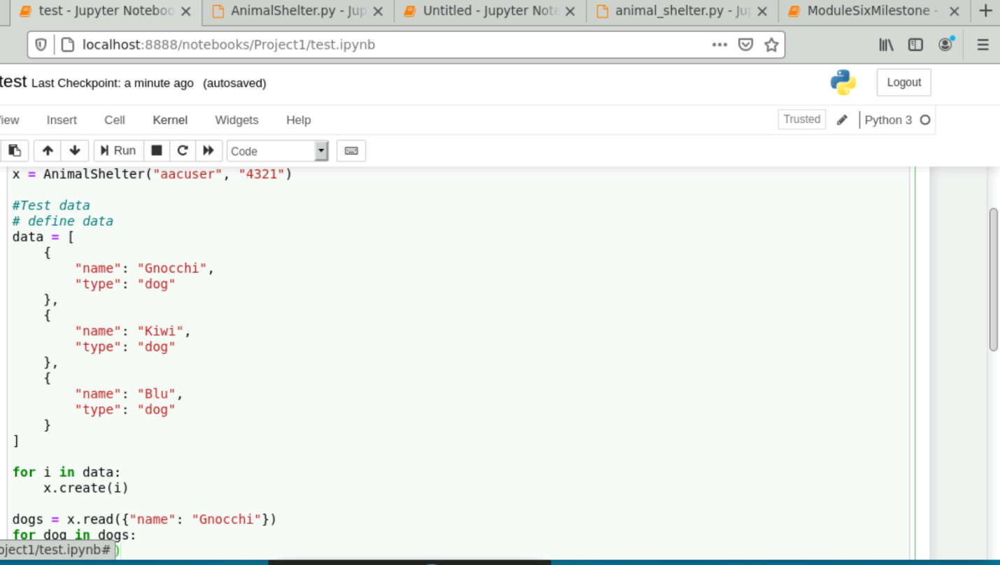 test - Jupyter Noteboo
AnimalShelter.py - Jup
Untitled - Jupyter Note
animal_shelter.py - Ju
ModuleSixMilestone -
localhost:8888/notebooks/Project1/test.ipynb
test Last Checkpoint: a minute ago (autosaved)
Logout
iew Insert Cell Kernel Widgets Help
Trusted Python 3
Run Code
x = AnimalShelter("aacuser", "4321")
#Test data
# define data
data = [
{
"name": "Gnocchi",
"type": "dog"
},
{
"name": "Kiwi",
"type": "dog"
},
{
"name": "Blu",
"type": "dog"
}
]
for i in data:
x.create(i)
dogs = x.read({"name": "Gnocchi"})
for dog in dogs:
oject1/test.ipynb# )